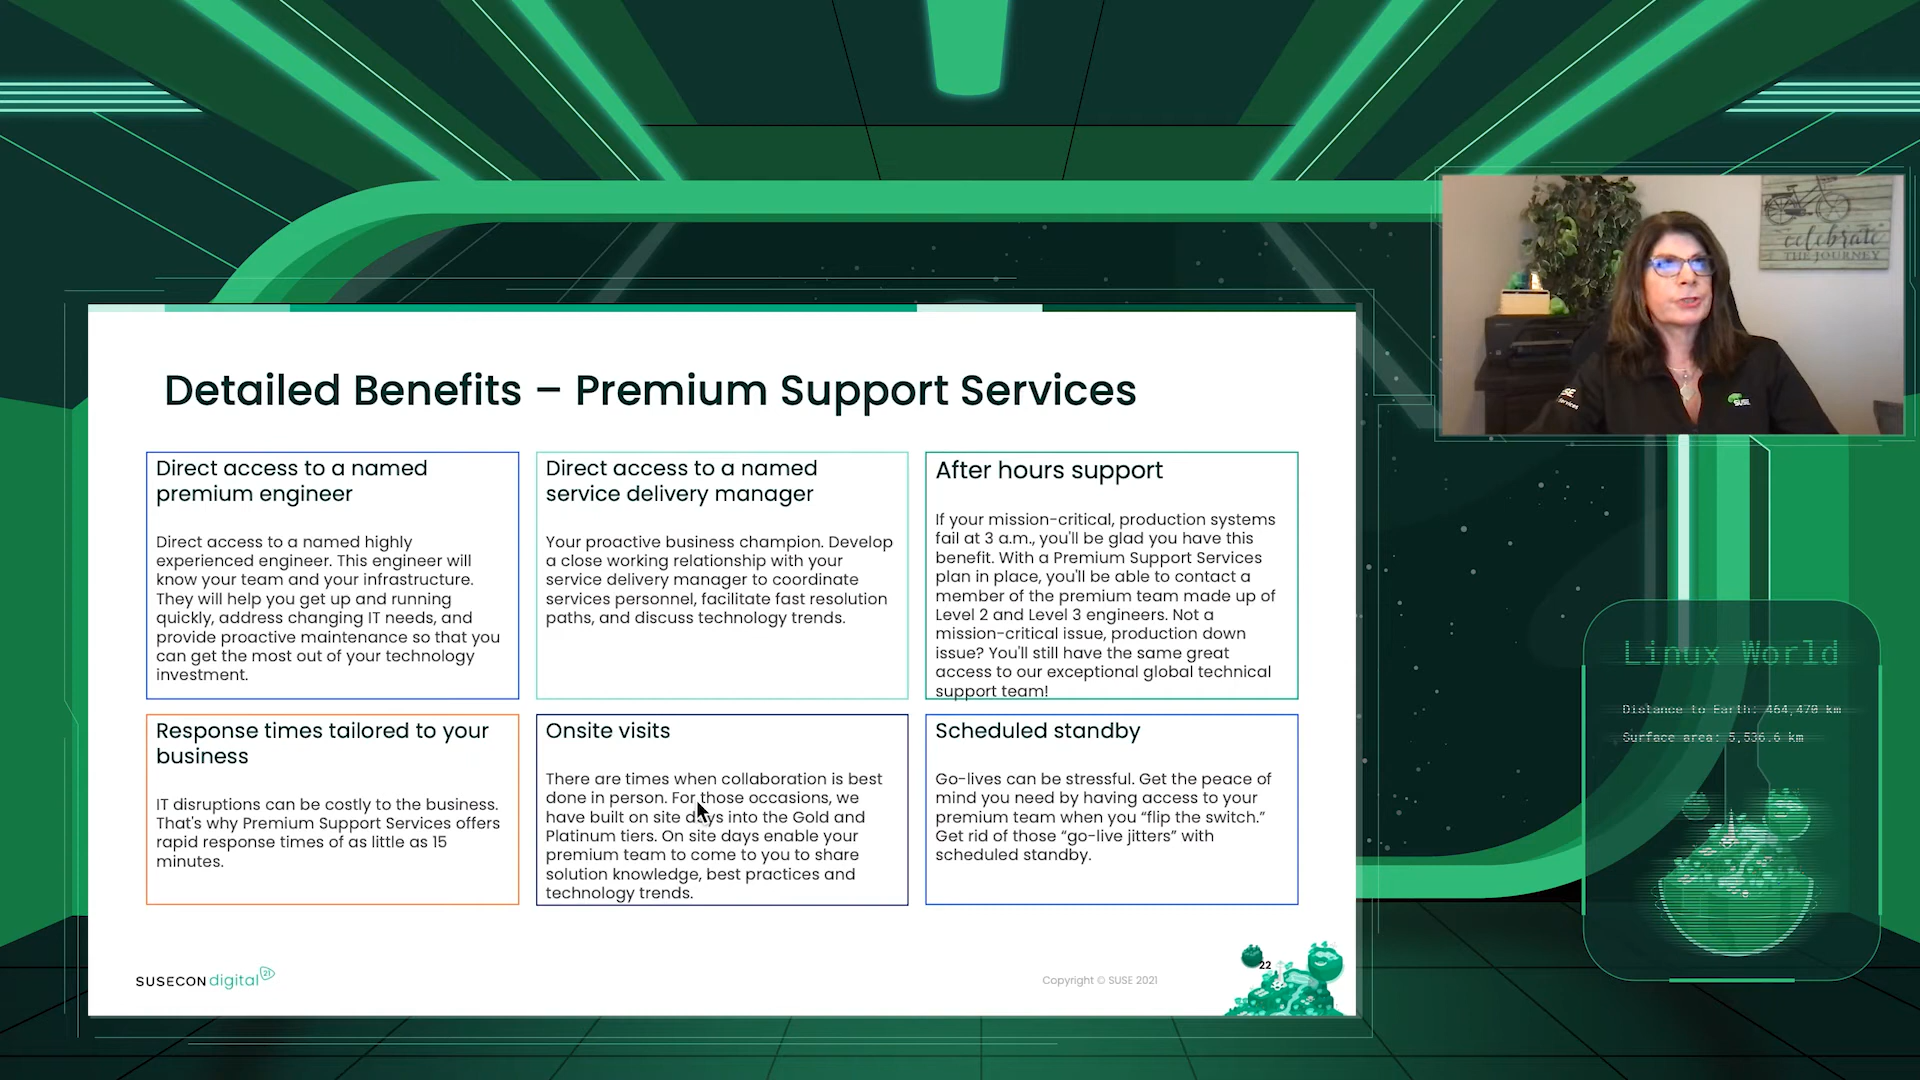 celebrate
THE JOURNEY
SUSE
Detailed Benefits – Premium Support Services
Direct access to a named
premium engineer
Direct access to a named highly
experienced engineer. This engineer will
know your team and your infrastructure.
They will help you get up and running
quickly, address changing IT needs, and
provide proactive maintenance so that you
can get the most out of your technology
investment.
Direct access to a named
service delivery manager
Your proactive business champion. Develop
a close working relationship with your
service delivery manager to coordinate
services personnel, facilitate fast resolution
paths, and discuss technology trends.
After hours support
If your mission-critical, production systems
fail at 3 a.m., you'll be glad you have this
benefit. With a Premium Support Services
plan in place, you'll be able to contact a
member of the premium team made up of
Level 2 and Level 3 engineers. Not a
mission-critical issue, production down
issue? You'll still have the same great
access to our exceptional global technical
support team!
Response times tailored to your
business
IT disruptions can be costly to the business.
That's why Premium Support Services offers
rapid response times of as little as 15
minutes.
Onsite visits
There are times when collaboration is best
done in person. For those occasions, we
have built on site days into the Gold and
Platinum tiers. On site days enable your
premium team to come to you to share
solution knowledge, best practices and
technology trends.
Scheduled standby
Go-lives can be stressful. Get the peace of
mind you need by having access to your
premium team when you “flip the switch.”
Get rid of those “go-live jitters” with
scheduled standby.
SUSECON digital 21
Copyright © SUSE 2021
22
Linux World
Distance to Earth: 464,470 km
Surface area: 5,536.6 km